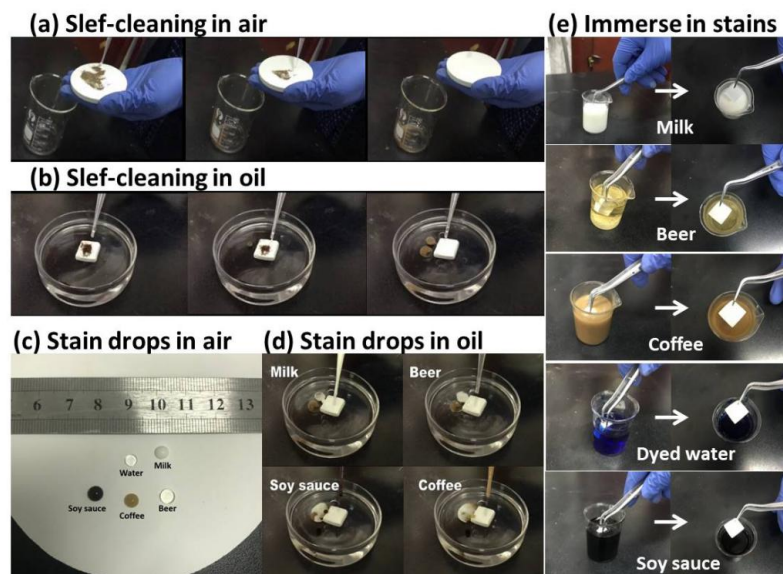 (a) Slef-cleaning in air
(b) Slef-cleaning in oil
(c) Stain drops in air
6 7 8 9 10 11 12 13
Water
Milk
Soy sauce
Coffee
Beer
(d) Stain drops in oil
Milk
Beer
Soy sauce
Coffee
(e) Immerse in stains
Milk
Beer
Coffee
Dyed water
Soy sauce